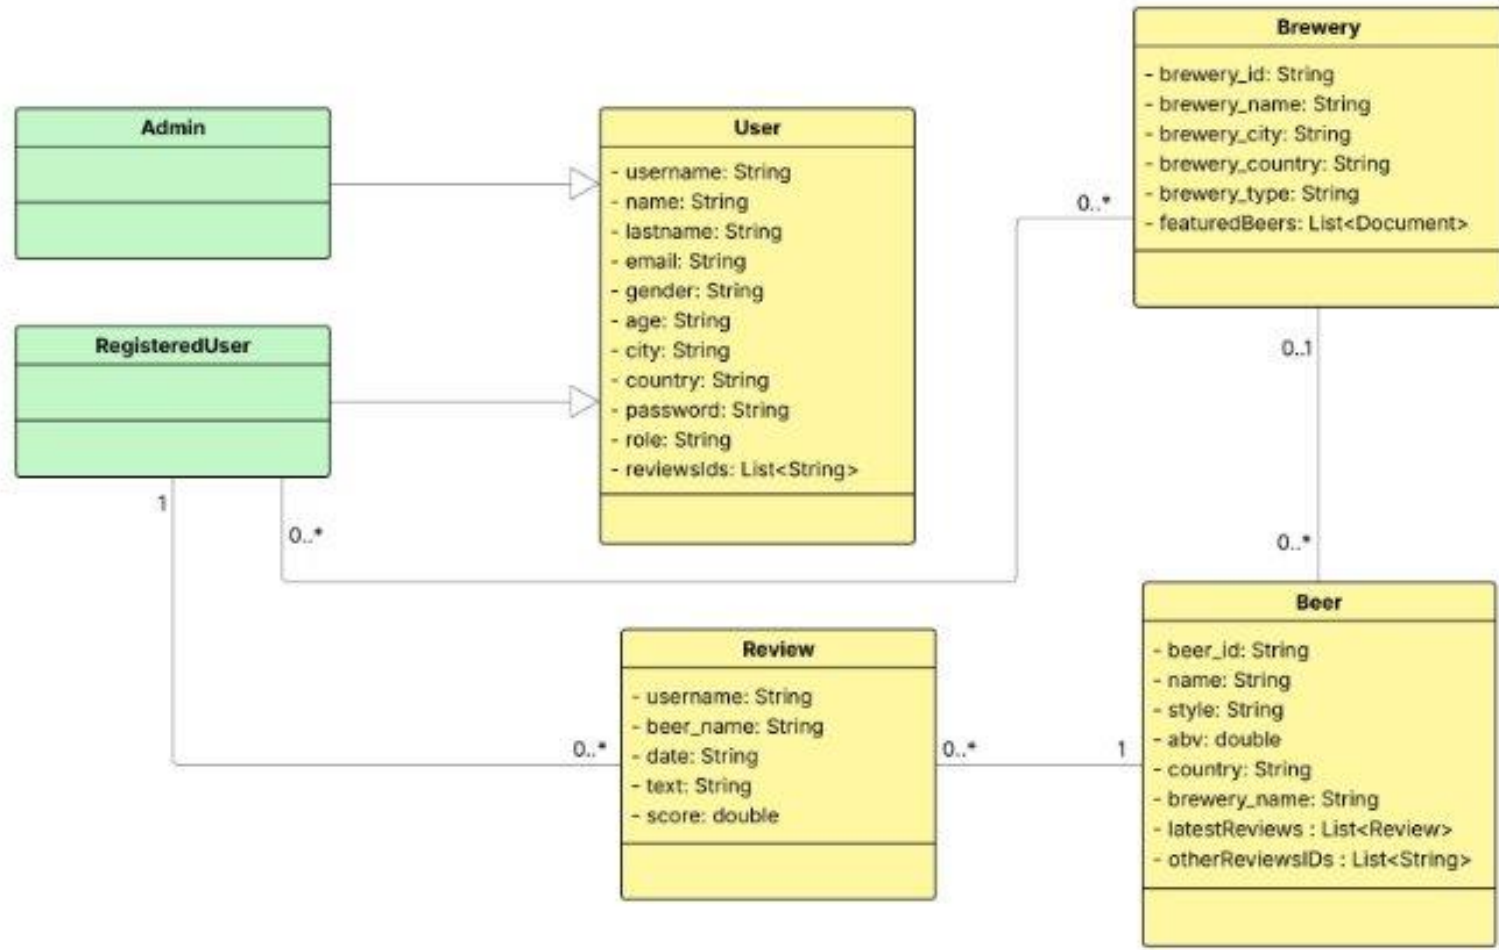 Admin
RegisteredUser
1
0..*
User
- username: String
- name: String
- lastname: String
- email: String
- gender: String
- age: String
- city: String
- country: String
- password: String
- role: String
- reviewsIds: List<String>
Brewery
- brewery_id: String
- brewery_name: String
- brewery_city: String
- brewery_country: String
- brewery_type: String
- featuredBeers: List<Document>
0..*
0..1
0..*
Review
- username: String
- beer_name: String
- date: String
- text: String
- score: double
0..*
0..*
1
Beer
- beer_id: String
- name: String
- style: String
- abv: double
- country: String
- brewery_name: String
- latestReviews : List<Review>
- otherReviewsIDs : List<String>